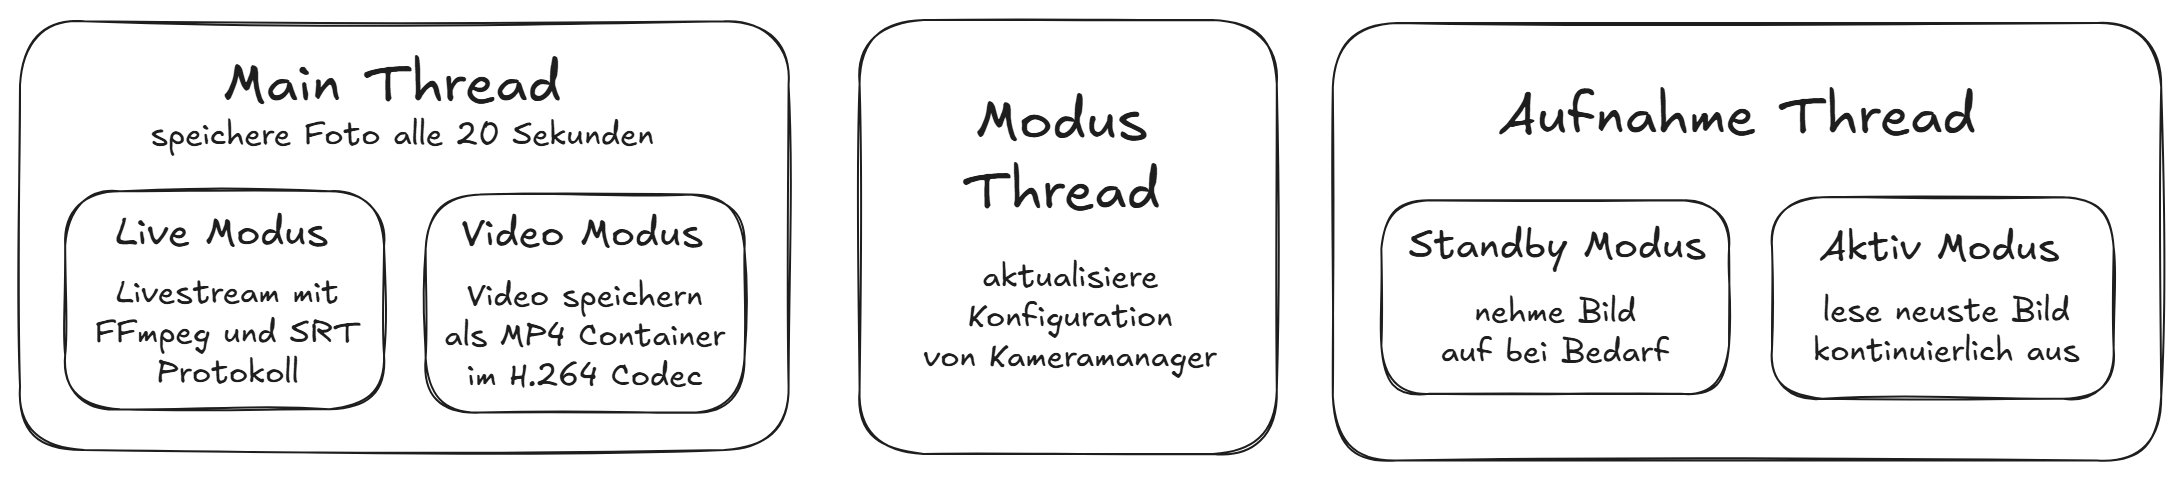 Main Thread
speichere Foto alle 20 Sekunden
Live Modus
Livestream mit
FFmpeg und SRT
Protokoll
Video Modus
Video speichern
als MP4 Container
im H.264 Codec
Modus
Thread
aktualisiere
Konfiguration
von Kameramanager
Aufnahme Thread
Standby Modus
nehme Bild
auf bei Bedarf
Aktiv Modus
lese neuste Bild
kontinuierlich aus